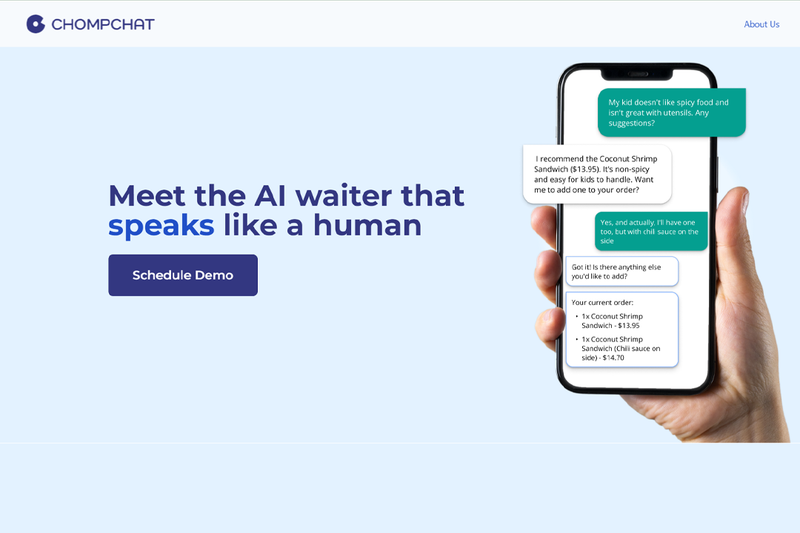 CHOMPCHAT
About Us
Meet the AI waiter that
speaks like a human
Schedule Demo
My kid doesn't like spicy food and
isn't great with utensils. Any
suggestions?
I recommend the Coconut Shrimp
Sandwich ($13.95). It's non-spicy
and easy for kids to handle. Want
me to add one to your order?
Yes, and actually, I'll have one
too, but with chili sauce on the
side
Got it! Is there anything else
you'd like to add?
Your current order:
• 1x Coconut Shrimp
Sandwich - $13.95
• 1x Coconut Shrimp
Sandwich (Chili sauce on
side) - $14.70